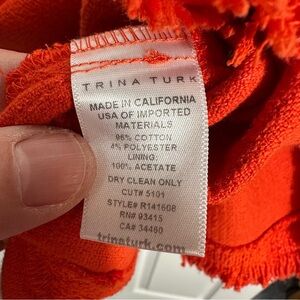 TRINA TURK
MADE IN CALIFORNIA
USA OF IMPORTED
MATERIALS
96% COTTON
4% POLYESTER
LINING:
100% ACETATE
DRY CLEAN ONLY
CUT# 5101
STYLE# R141608
RN# 93415
CA# 34460
trinaturk.com